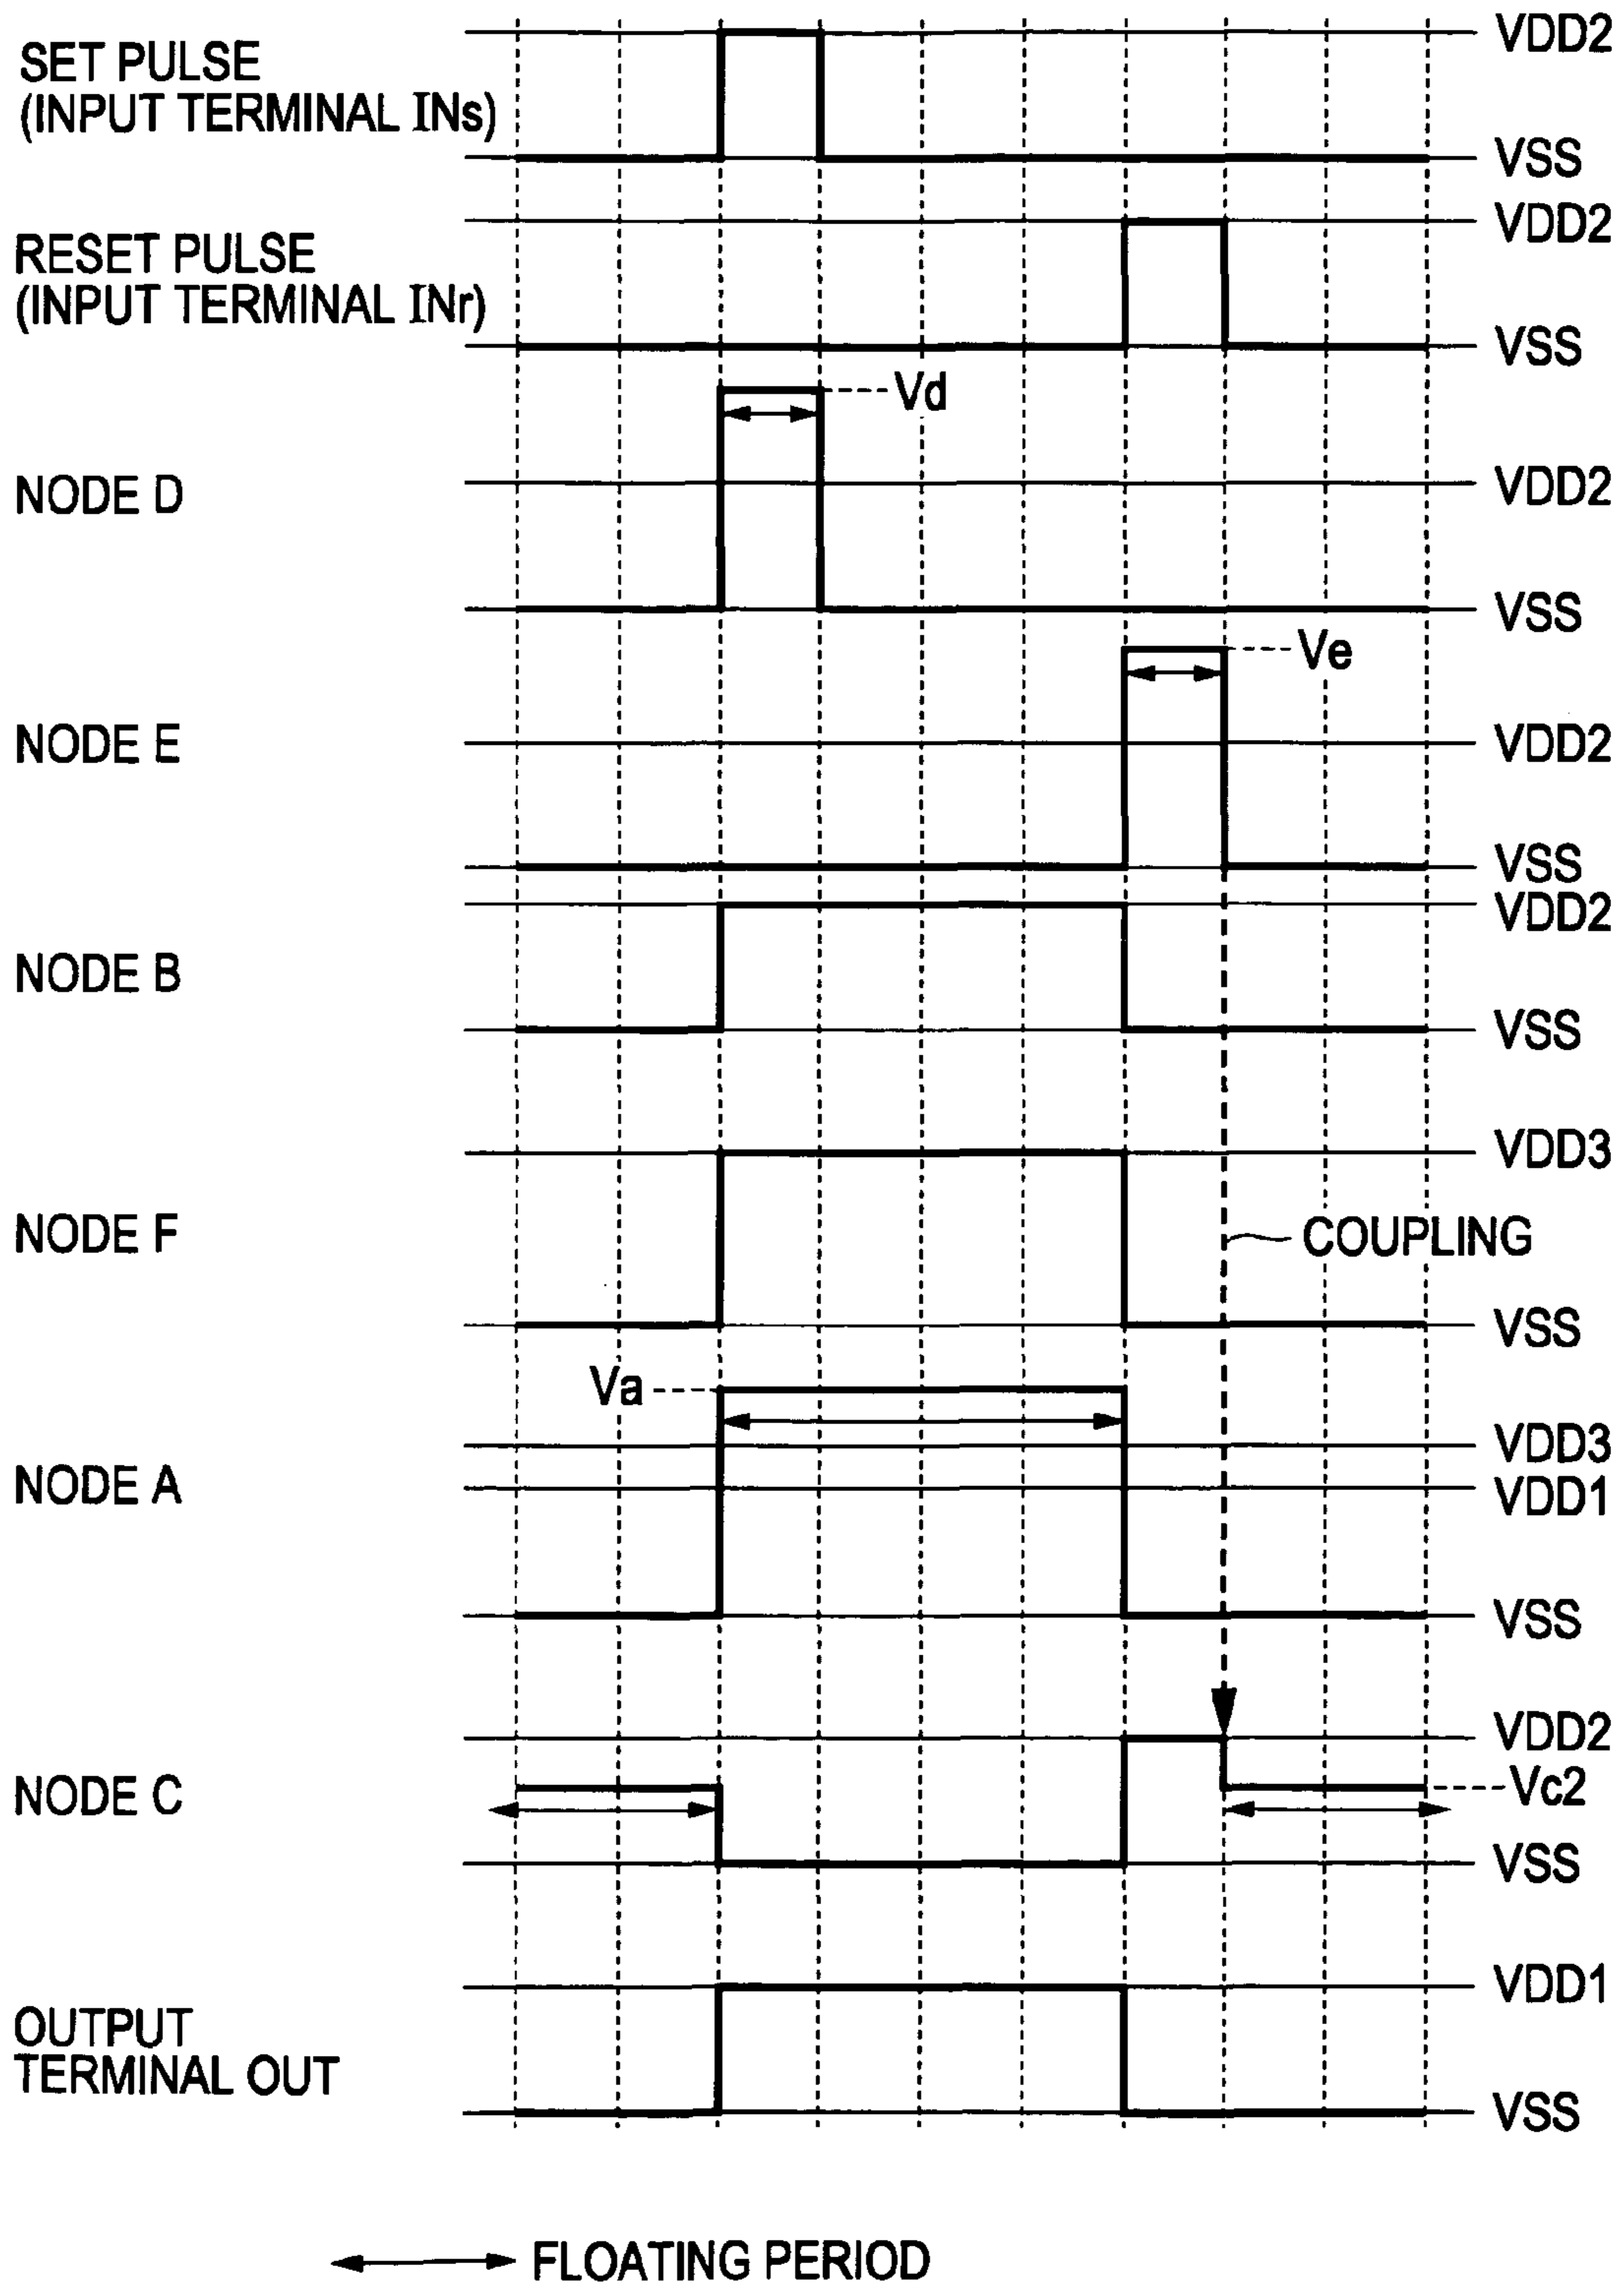 VDD2
SET PULSE
(INPUT TERMINAL INs)
VSS
VDD2
RESET PULSE
(INPUT TERMINAL INr)
VSS
Vd
NODE D
VDD2
VSS
Ve
NODE E
VDD2
VSS
VDD2
NODE B
VSS
VDD3
NODE F
COUPLING
VSS
Va
VDD3
NODE A
VDD1
VSS
VDD2
NODE C
Vc2
VSS
VDD1
OUTPUT
TERMINAL OUT
VSS
FLOATING PERIOD